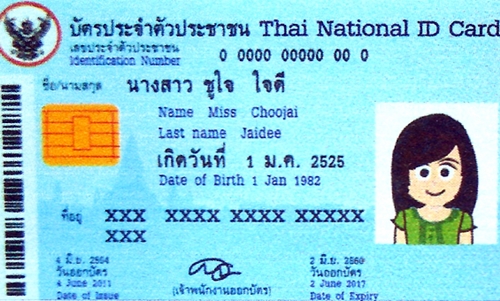 บัตรประจำตัวประชาชน Thai National ID Card
เลขประจำตัวประชาชน
Identification Number 0 0000 00000 00 0
ชื่อ/นามสกุล นางสาว ชูใจ ใจดี
Name Miss Choojai
Last name Jaidee
เกิดวันที่ 1 ม.ค. 2525
Date of Birth 1 Jan 1982
ที่อยู่ XXX XXXX XXXX XXXXX
XXX
4 มิ.ย. 2554
วันออกบัตร
4 June 2011
Date of Issue
(เจ้าพนักงานออกบัตร)
2 มิ.ย. 2560
วันบัตรหมดอายุ
2 June 2017
Date of Expiry